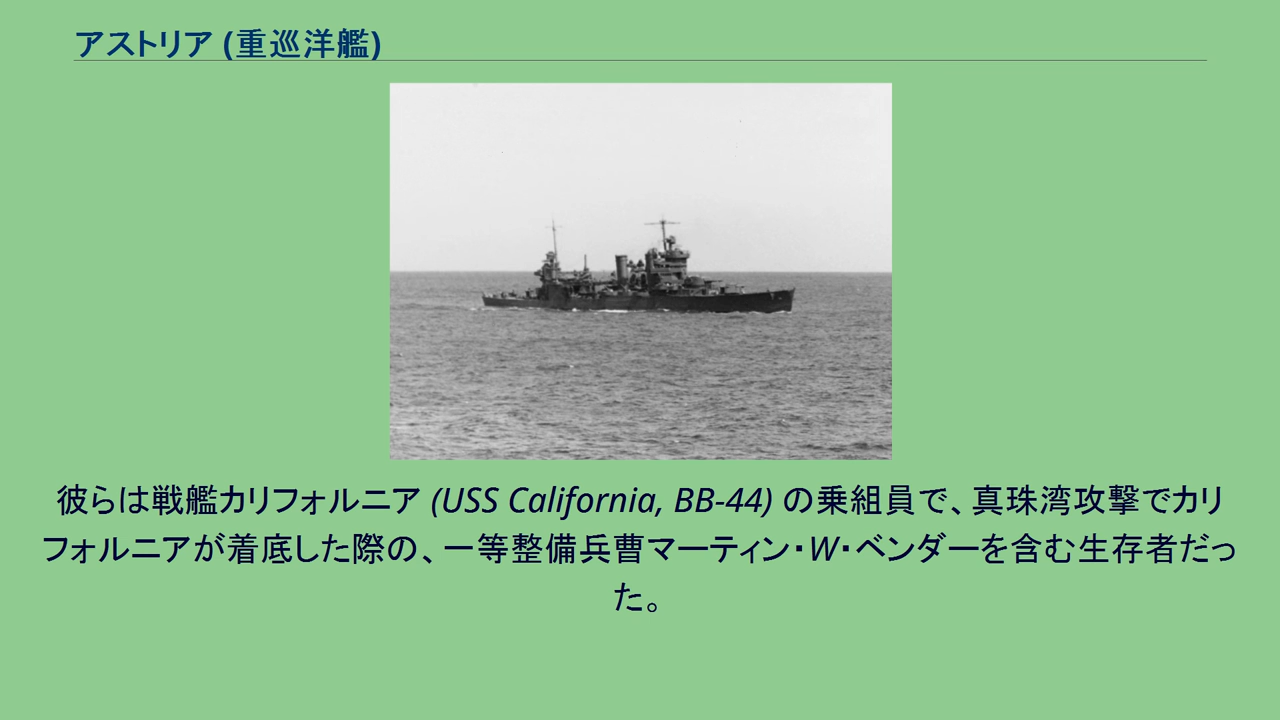 アストリア (重巡洋艦)
彼らは戦艦カリフォルニア (USS California, BB-44) の乗組員で、真珠湾攻撃でカリ
フォルニアが着底した際の、一等整備兵曹マーティン・W・ベンダーを含む生存者だっ
た。